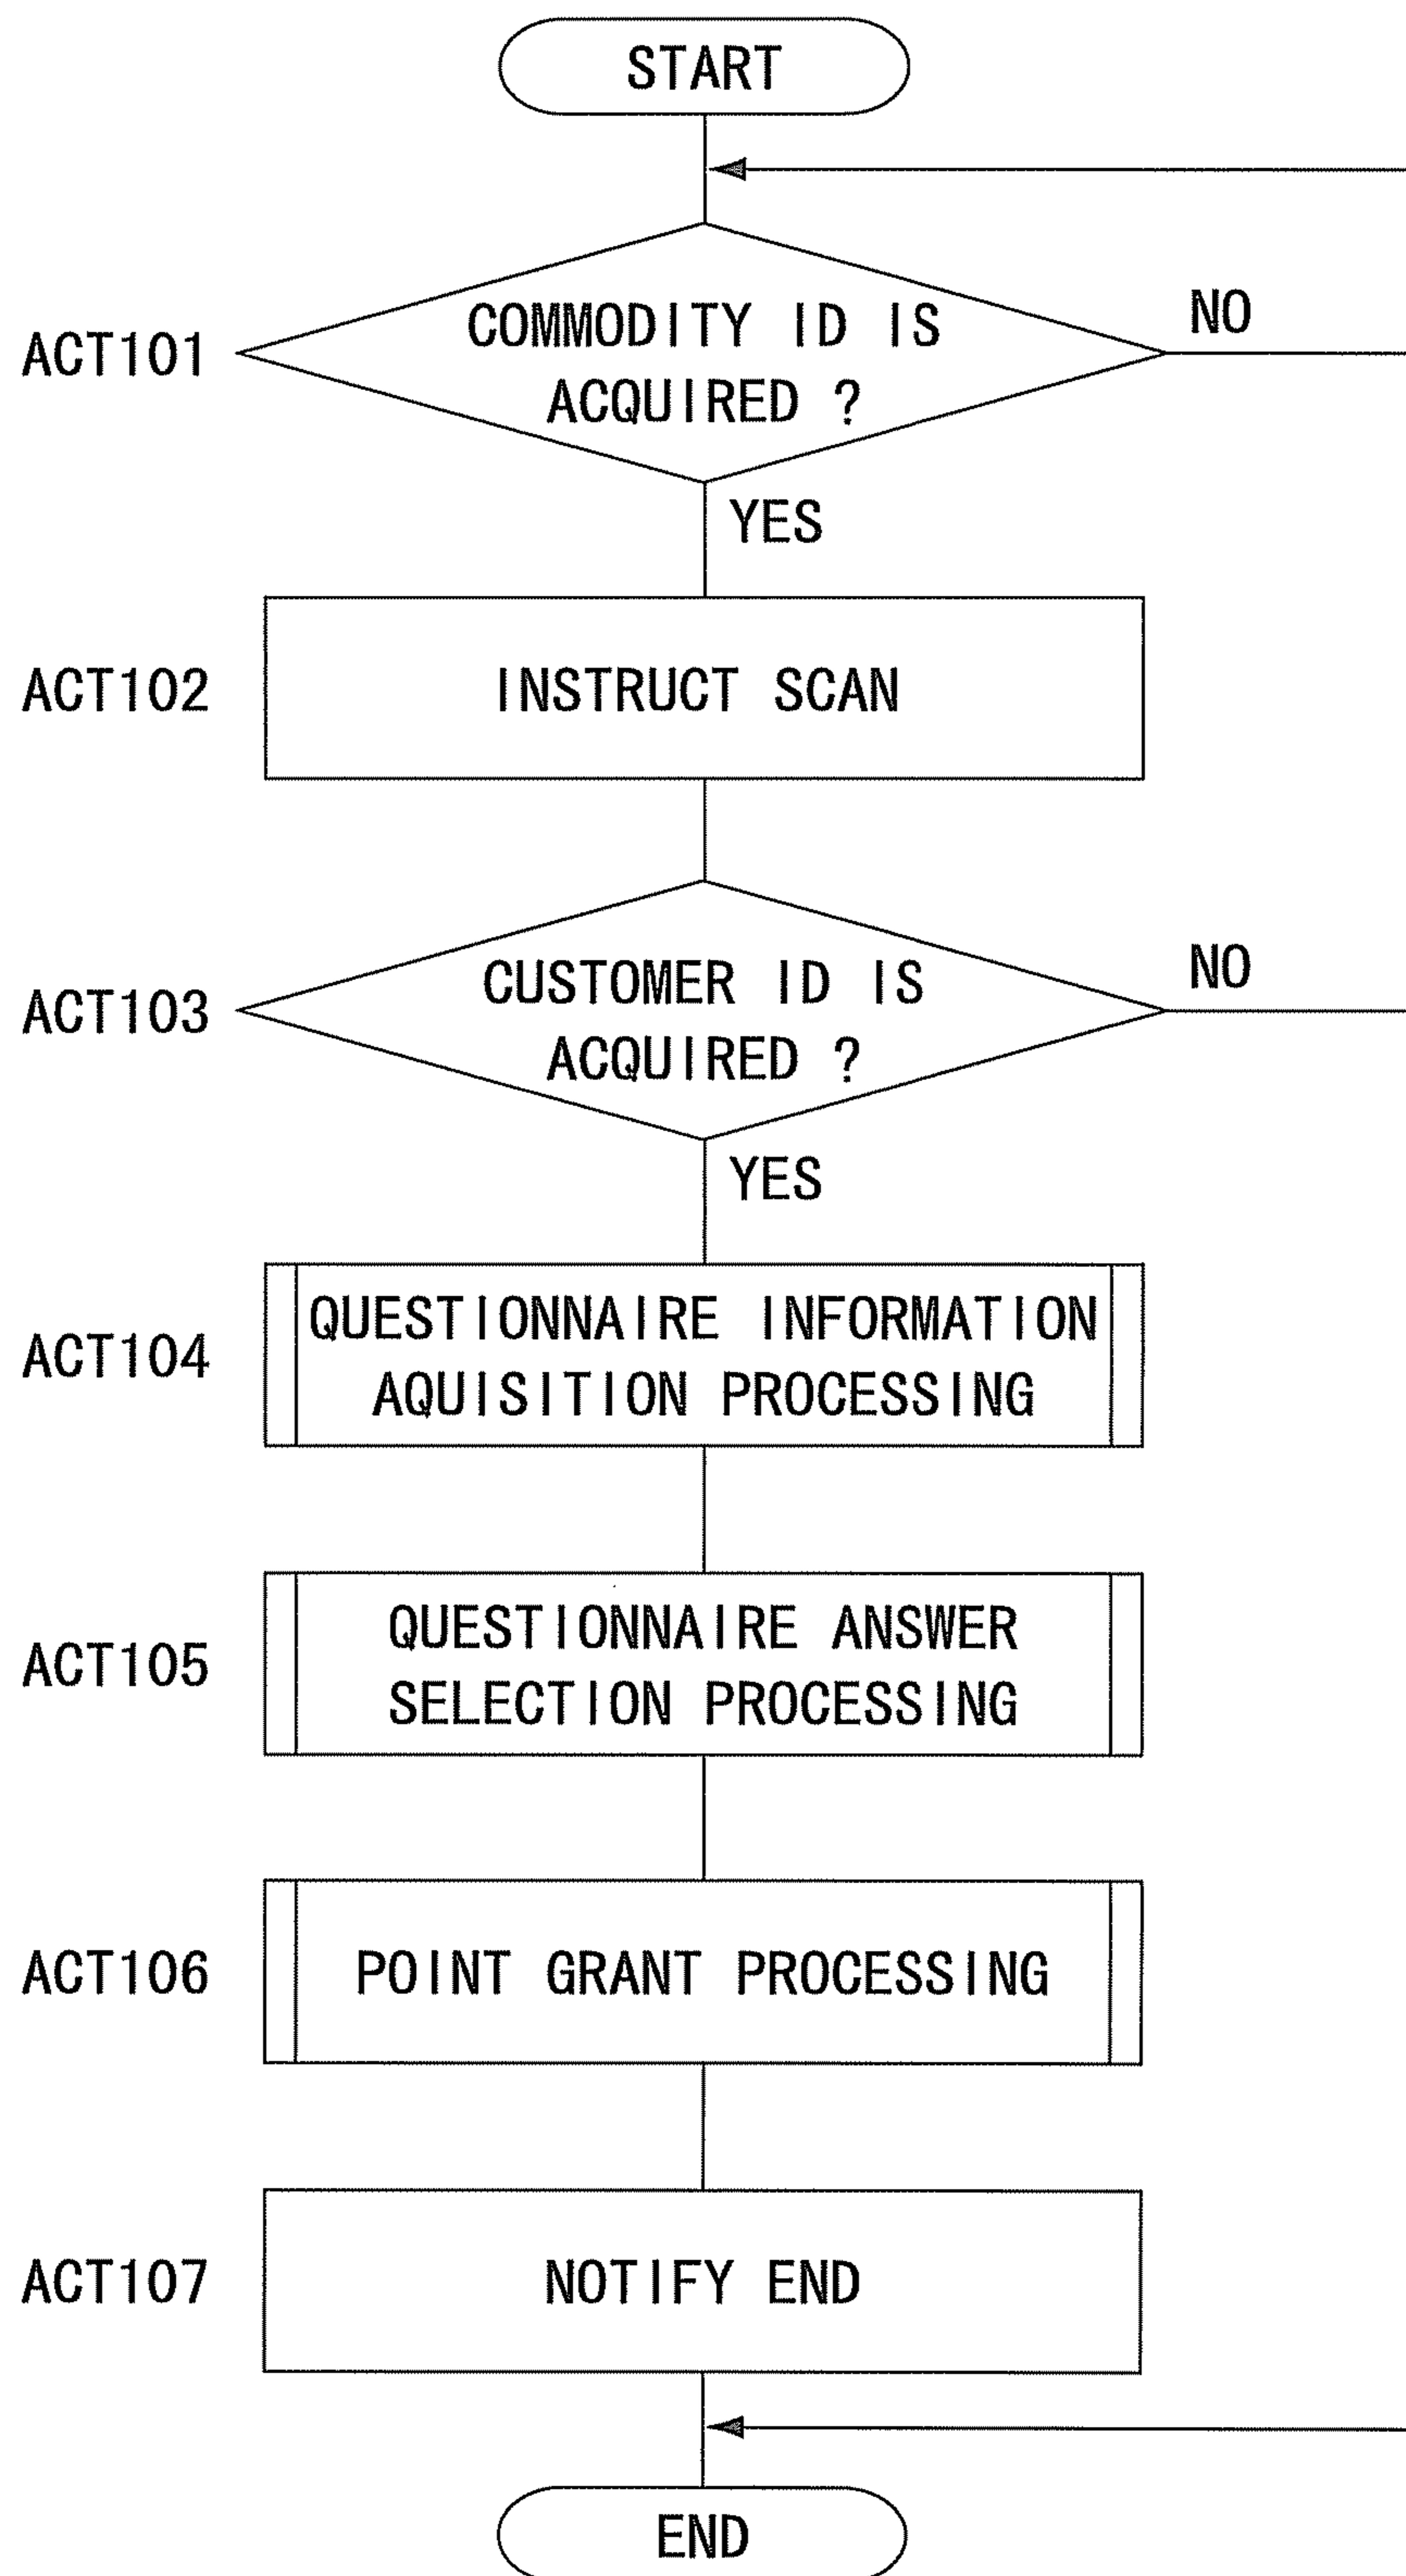 START
ACT101
COMMODITY ID IS
ACQUIRED ?
NO
YES
ACT102
INSTRUCT SCAN
ACT103
CUSTOMER ID IS
ACQUIRED ?
NO
YES
ACT104
QUESTIONNAIRE INFORMATION
AQUISITION PROCESSING
ACT105
QUESTIONNAIRE ANSWER
SELECTION PROCESSING
ACT106
POINT GRANT PROCESSING
ACT107
NOTIFY END
END